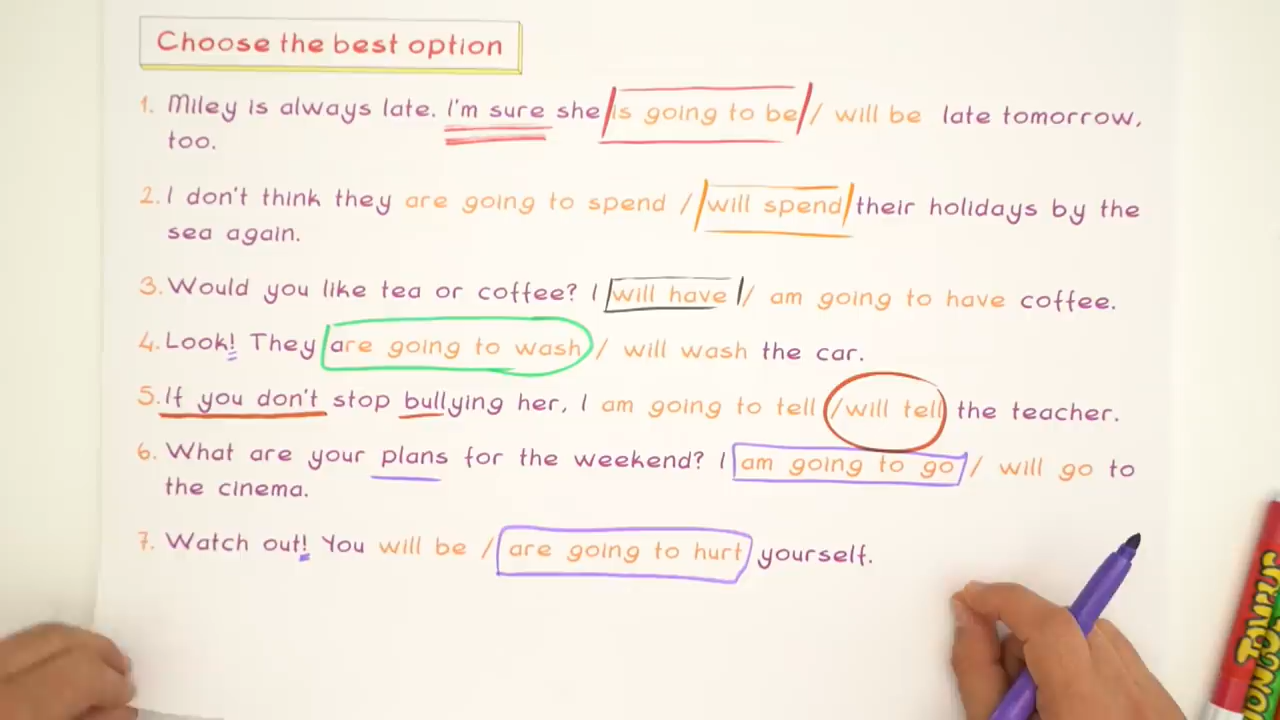 Choose the best option
1. Miley is always late. I'm sure she is going to be / will be late tomorrow,
too.
2. I don't think they are going to spend / will spend their holidays by the
sea again.
3. Would you like tea or coffee? I will have / am going to have coffee.
4. Look! They are going to wash / will wash the car.
5. If you don't stop bullying her, I am going to tell / will tell the teacher.
6. What are your plans for the weekend? I am going to go / will go to
the cinema.
7. Watch out! You will be / are going to hurt yourself.